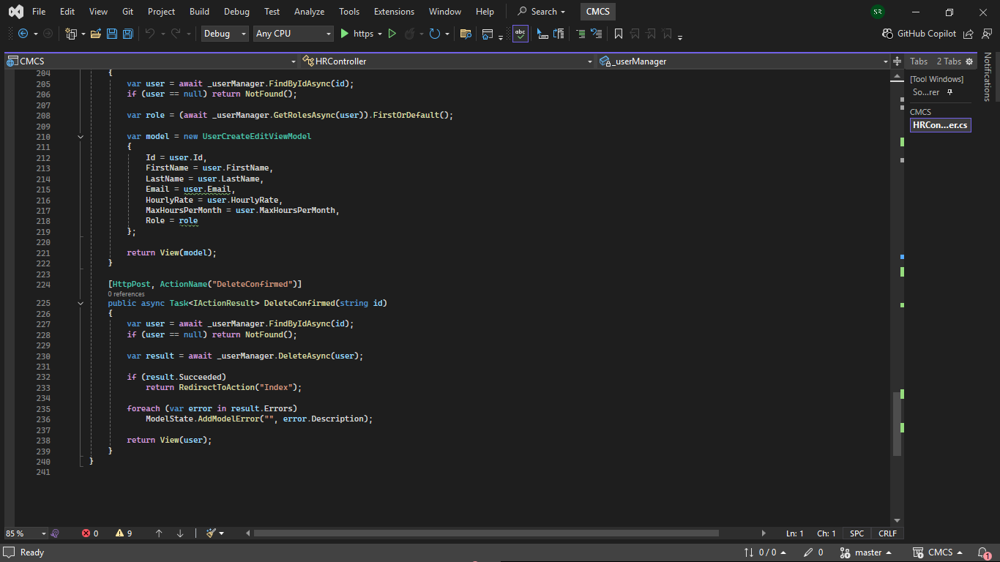 File Edit View Git Project Build Debug Test Analyze Tools Extensions Window Help Search CMCS SR
Debug Any CPU https GitHub Copilot
CMCS HRController _userManager Tabs 2 Tabs
Notifications
[Tool Windows]
So...rer
CMCS
HRCon...er.cs
204 {
205 var user = await _userManager.FindByIdAsync(id);
206 if (user == null) return NotFound();
207
208 var role = (await _userManager.GetRolesAsync(user)).FirstOrDefault();
209
210 var model = new UserCreateEditViewModel
211 {
212 Id = user.Id,
213 FirstName = user.FirstName,
214 LastName = user.LastName,
215 Email = user.Email,
216 HourlyRate = user.HourlyRate,
217 MaxHoursPerMonth = user.MaxHoursPerMonth,
218 Role = role
219 };
220
221 return View(model);
222 }
223
224 [HttpPost, ActionName("DeleteConfirmed")]
0 references
225 public async Task<IActionResult> DeleteConfirmed(string id)
226 {
227 var user = await _userManager.FindByIdAsync(id);
228 if (user == null) return NotFound();
229
230 var result = await _userManager.DeleteAsync(user);
231
232 if (result.Succeeded)
233 return RedirectToAction("Index");
234
235 foreach (var error in result.Errors)
236 ModelState.AddModelError("", error.Description);
237
238 return View(user);
239 }
240 }
241
85 % 0 9 Ln: 1 Ch: 1 SPC CRLF
Ready 0 / 0 0 master CMCS 1